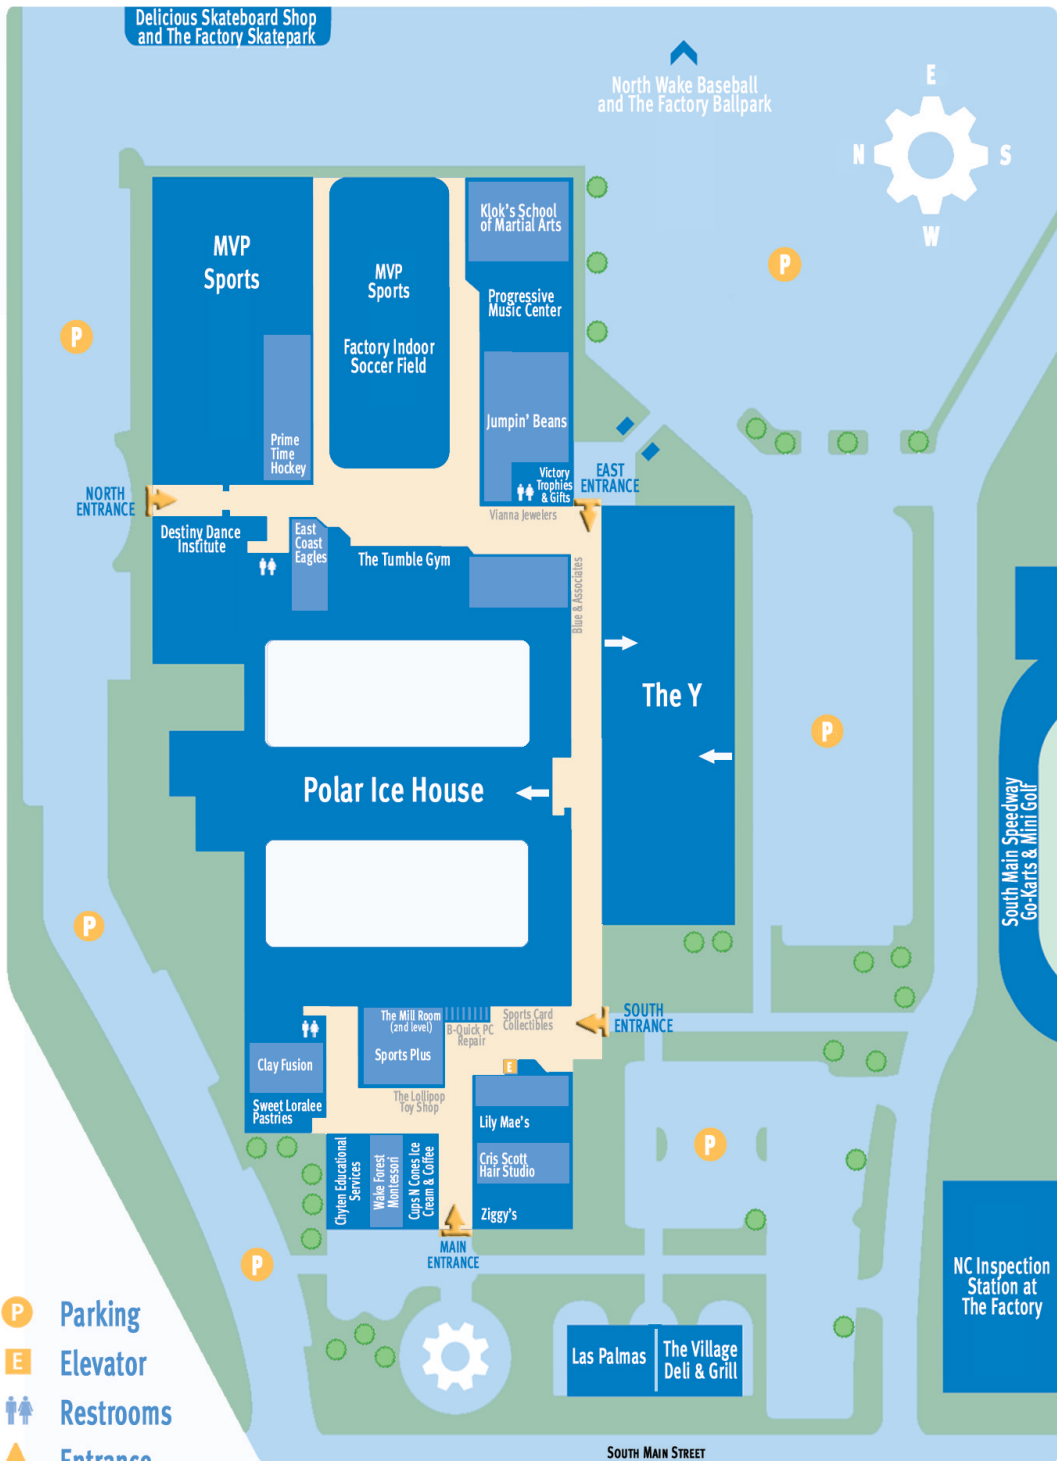 Delicious Skateboard Shop
and The Factory Skatepark
North Wake Baseball
and The Factory Ballpark
E
N
S
W
Klok's School
of Martial Arts
MVP
Sports
MVP
Sports
Progressive
Music Center
P
P
Factory Indoor
Soccer Field
Jumpin' Beans
Prime
Time
Hockey
Victory
Trophies
& Gifts
EAST
ENTRANCE
NORTH
ENTRANCE
Vianna Jewelers
Destiny Dance
Institute
East
Coast
Eagles
The Tumble Gym
Blue & Associates
The Y
P
Polar Ice House
South Main Speedway
Go-Karts & Mini Golf
P
The Mill Room
(2nd level)
Sports Plus
B-Quick PC
Repair
Sports Card
Collectibles
SOUTH
ENTRANCE
Clay Fusion
E
Sweet Loralee
Pastries
The Lollipop
Toy Shop
Lily Mae's
P
Chyten Educational
Services
Wake Forest
Montessori
Cups N Cones Ice
Cream & Coffee
Cris Scott
Hair Studio
Ziggy's
MAIN
ENTRANCE
P
NC Inspection
Station at
The Factory
P Parking
E Elevator
Restrooms
Entrance
Las Palmas
The Village
Deli & Grill
SOUTH MAIN STREET